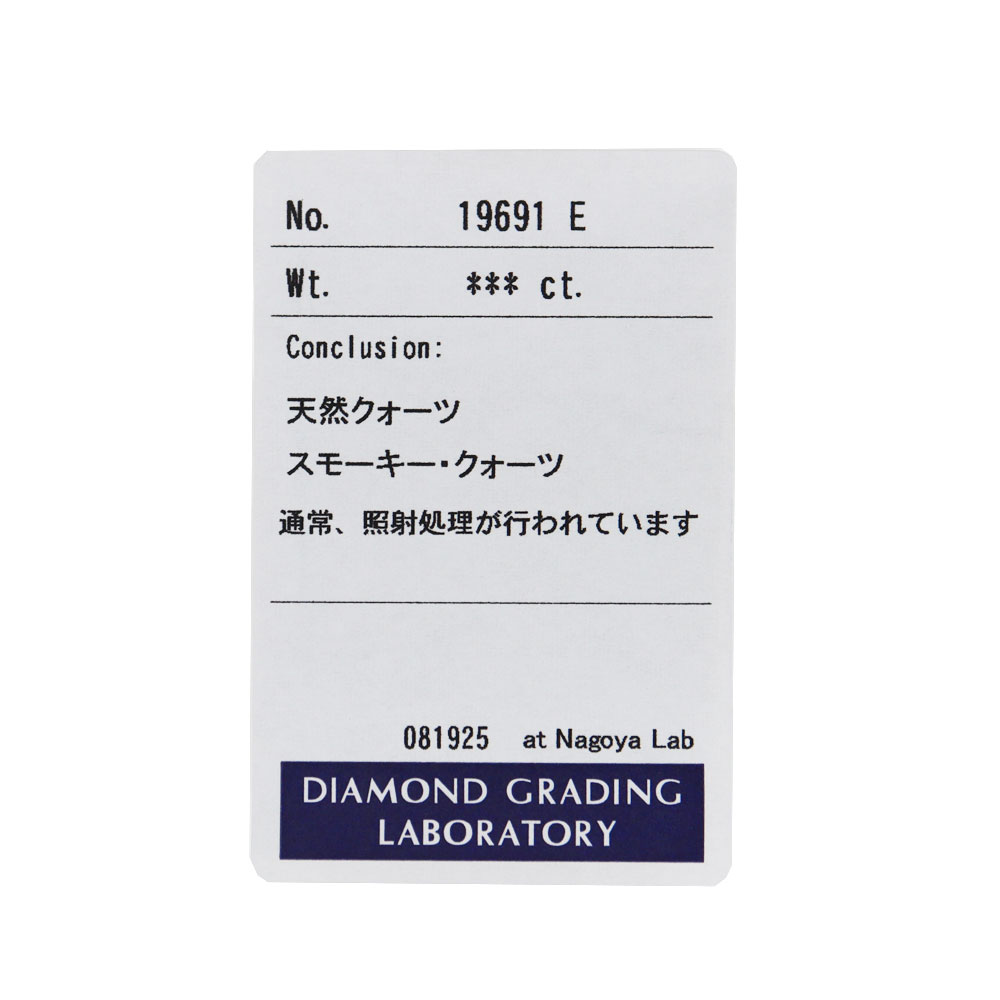 No. 19691 E
Wt. *** ct.
Conclusion:
天然クォーツ
スモーキー・クォーツ
通常、照射処理が行われています
081925 at Nagoya Lab
DIAMOND GRADING
LABORATORY